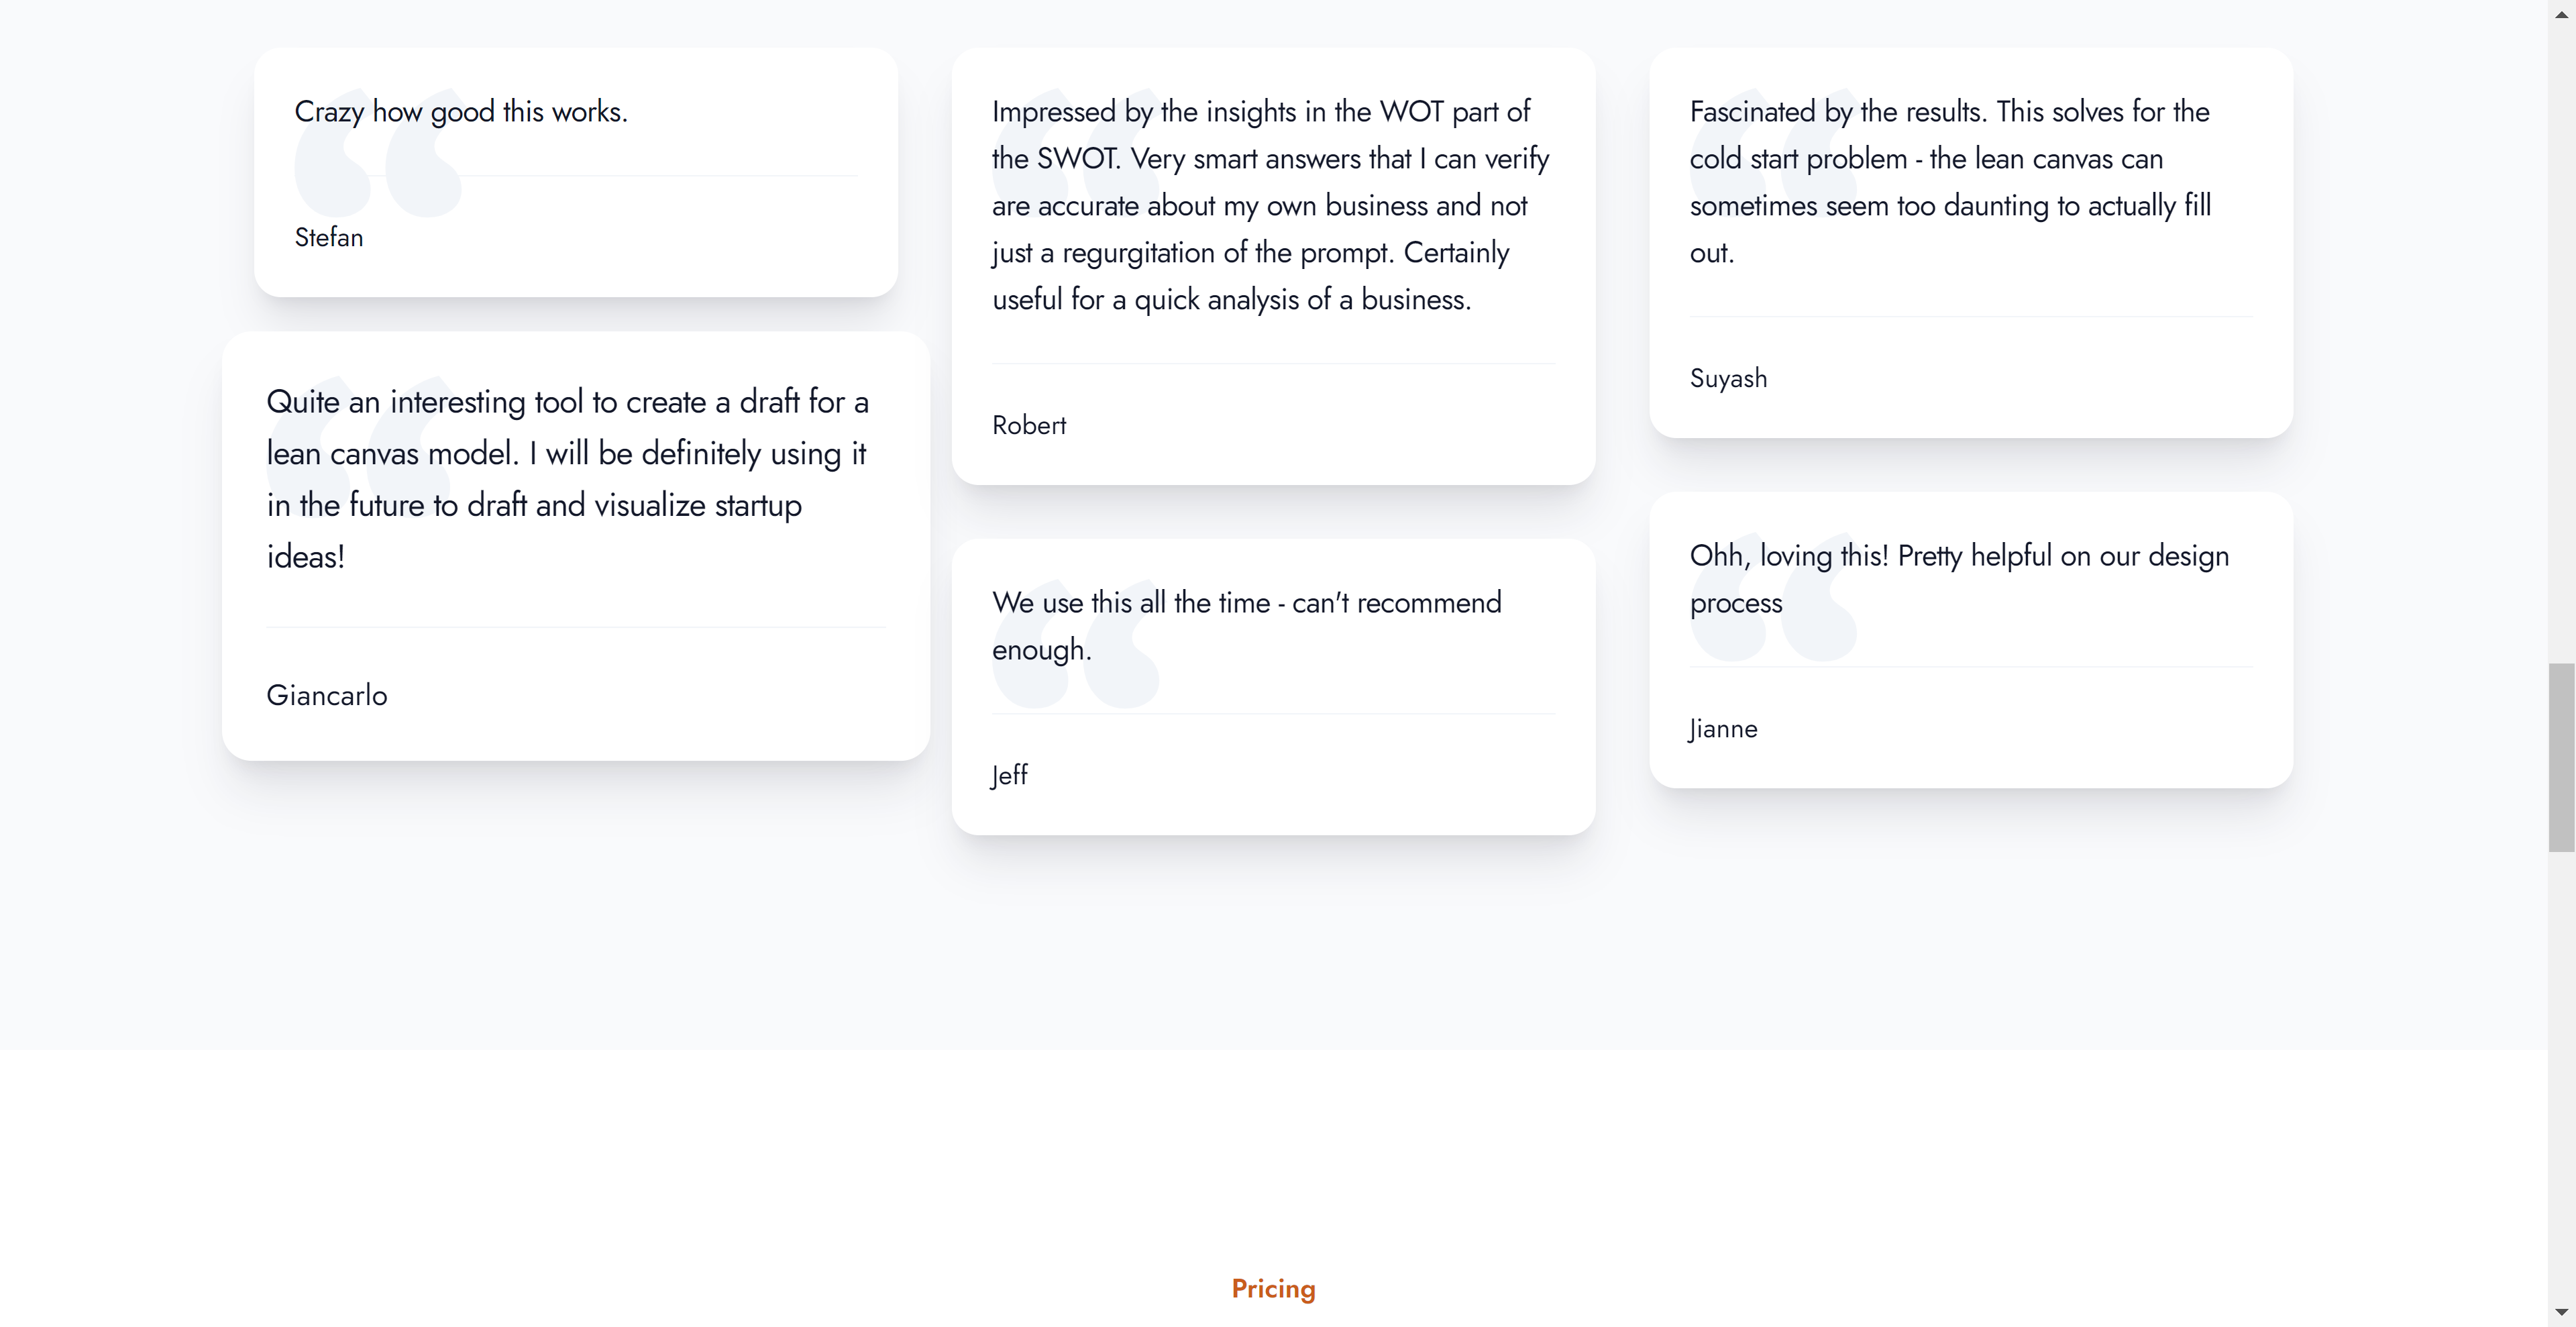 Crazy how good this works.
Stefan
Quite an interesting tool to create a draft for a
lean canvas model. I will be definitely using it
in the future to draft and visualize startup
ideas!
Giancarlo
Impressed by the insights in the WOT part of
the SWOT. Very smart answers that I can verify
are accurate about my own business and not
just a regurgitation of the prompt. Certainly
useful for a quick analysis of a business.
Robert
We use this all the time - can't recommend
enough.
Jeff
Fascinated by the results. This solves for the
cold start problem - the lean canvas can
sometimes seem too daunting to actually fill
out.
Suyash
Ohh, loving this! Pretty helpful on our design
process
Jianne
Pricing